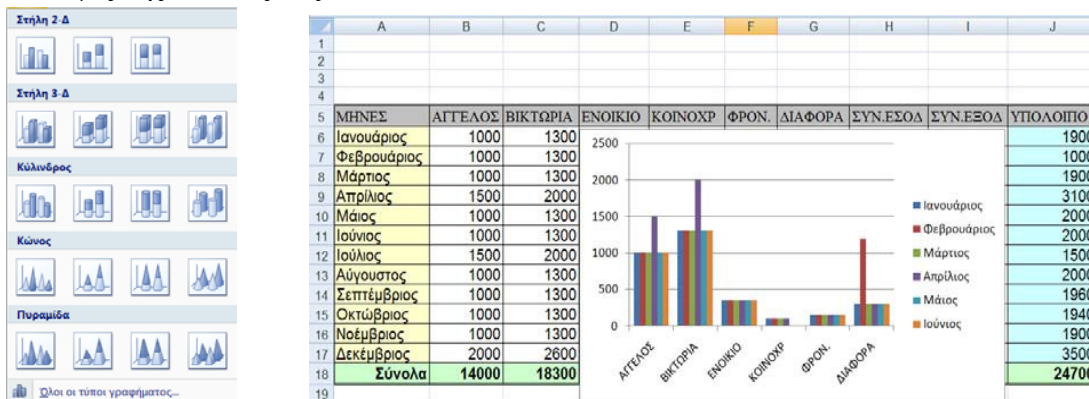 Στήλη 2-Δ
Στήλη 3-Δ
Κύλινδρος
Κώνος
Πυραμίδα
Όλοι οι τύποι γραφήματος...
A B C D E F G H I J
1
2
3
4
5 ΜΗΝΕΣ ΑΓΓΕΛΟΣ ΒΙΚΤΩΡΙΑ ΕΝΟΙΚΙΟ ΚΟΙΝΟΧΡ ΦΡΟΝ. ΔΙΑΦΟΡΑ ΣΥΝ.ΕΣΟΔ ΣΥΝ.ΕΞΟΔ ΥΠΟΛΟΙΠΟ
6 Ιανουάριος 1000 1300 1900
7 Φεβρουάριος 1000 1300 1000
8 Μάρτιος 1000 1300 1900
9 Απρίλιος 1500 2000 3100
10 Μάιος 1000 1300 2000
11 Ιούνιος 1000 1300 2000
12 Ιούλιος 1500 2000 1500
13 Αύγουστος 1000 1300 2000
14 Σεπτέμβριος 1000 1300 1960
15 Οκτώβριος 1000 1300 1940
16 Νοέμβριος 1000 1300 1900
17 Δεκέμβριος 2000 2600 3500
18 Σύνολα 14000 18300 24700
19
2500
2000
1500
1000
500
0
ΑΓΓΕΛΟΣ ΒΙΚΤΩΡΙΑ ΕΝΟΙΚΙΟ ΚΟΙΝΟΧΡ ΦΡΟΝ. ΔΙΑΦΟΡΑ
Ιανουάριος
Φεβρουάριος
Μάρτιος
Απρίλιος
Μάιος
Ιούνιος